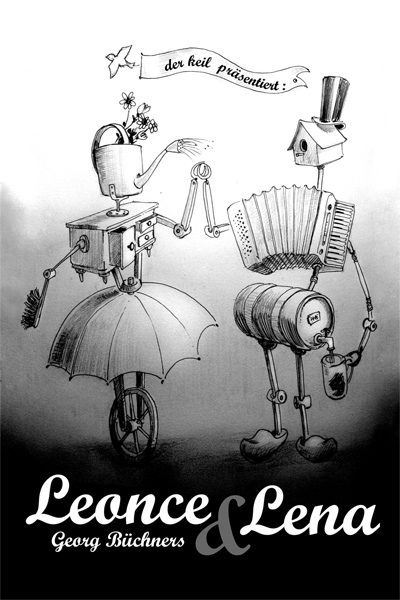 der keil präsentiert:
Leonce & Lena
Georg Büchners